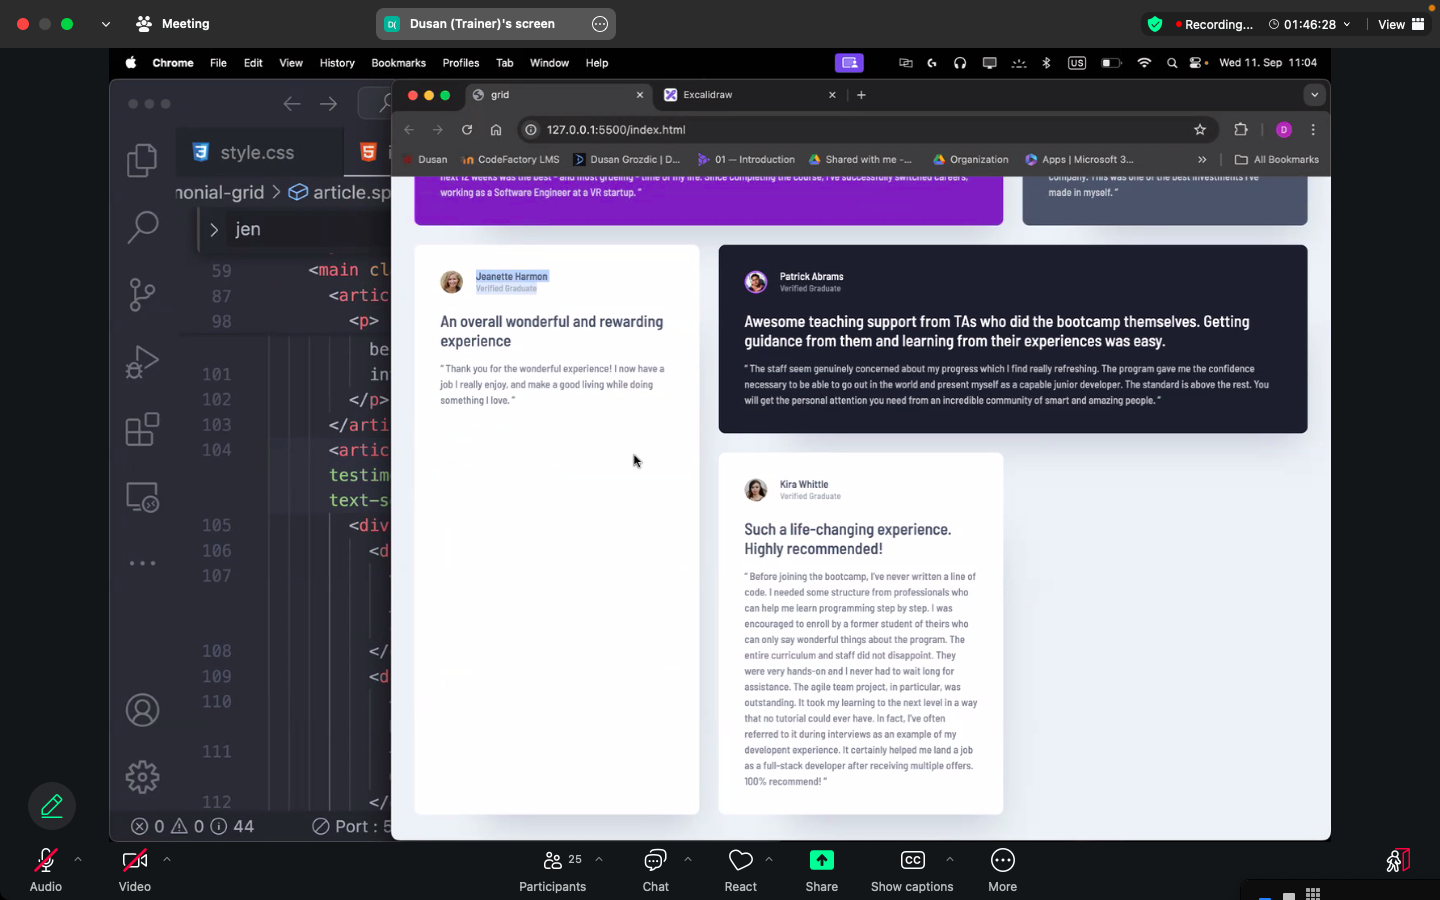 Meeting
D( Dusan (Trainer)'s screen
Recording...
01:46:28
View
Chrome File Edit View History Bookmarks Profiles Tab Window Help
US
Wed 11. Sep 11:04
grid
Excalidraw
127.0.0.1:5500/index.html
D
Dusan
CodeFactory LMS
Dusan Grozdic | D...
01 — Introduction
Shared with me -...
Organization
Apps | Microsoft 3...
All Bookmarks
style.css
monial-grid > article.sp
> jen
59 <main cl
87 <artic
98 <p>
be
101 in
102 </p>
103 </arti
104 <artic
testim
text-s
105 <div
106 <d
107
108 </
109 <d
110
111
112 </
0 0 44
Port : 5
next 12 weeks was the best - and most grueling - time of my life. Since completing the course, I've successfully switched careers,
working as a Software Engineer at a VR startup. "
company. This was one of the best investments I've
made in myself. "
Jeanette Harmon
Verified Graduate
An overall wonderful and rewarding
experience
" Thank you for the wonderful experience! I now have a
job I really enjoy, and make a good living while doing
something I love. "
Patrick Abrams
Verified Graduate
Awesome teaching support from TAs who did the bootcamp themselves. Getting
guidance from them and learning from their experiences was easy.
" The staff seem genuinely concerned about my progress which I find really refreshing. The program gave me the confidence
necessary to be able to go out in the world and present myself as a capable junior developer. The standard is above the rest. You
will get the personal attention you need from an incredible community of smart and amazing people. "
Kira Whittle
Verified Graduate
Such a life-changing experience.
Highly recommended!
" Before joining the bootcamp, I've never written a line of
code. I needed some structure from professionals who
can help me learn programming step by step. I was
encouraged to enroll by a former student of theirs who
can only say wonderful things about the program. The
entire curriculum and staff did not disappoint. They
were very hands-on and I never had to wait long for
assistance. The agile team project, in particular, was
outstanding. It took my learning to the next level in a way
that no tutorial could ever have. In fact, I've often
referred to it during interviews as an example of my
developent experience. It certainly helped me land a job
as a full-stack developer after receiving multiple offers.
100% recommend! "
Audio
Video
25
Participants
Chat
React
Share
CC
Show captions
More